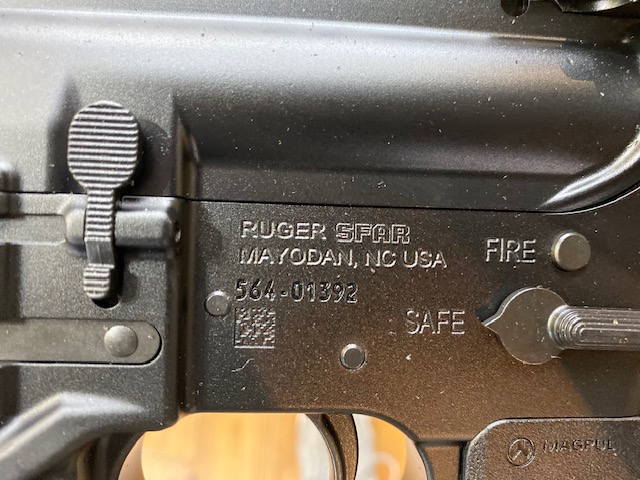 RUGER SFAR
MAYODAN, NC USA
564-01392
FIRE
SAFE
MAGPUL